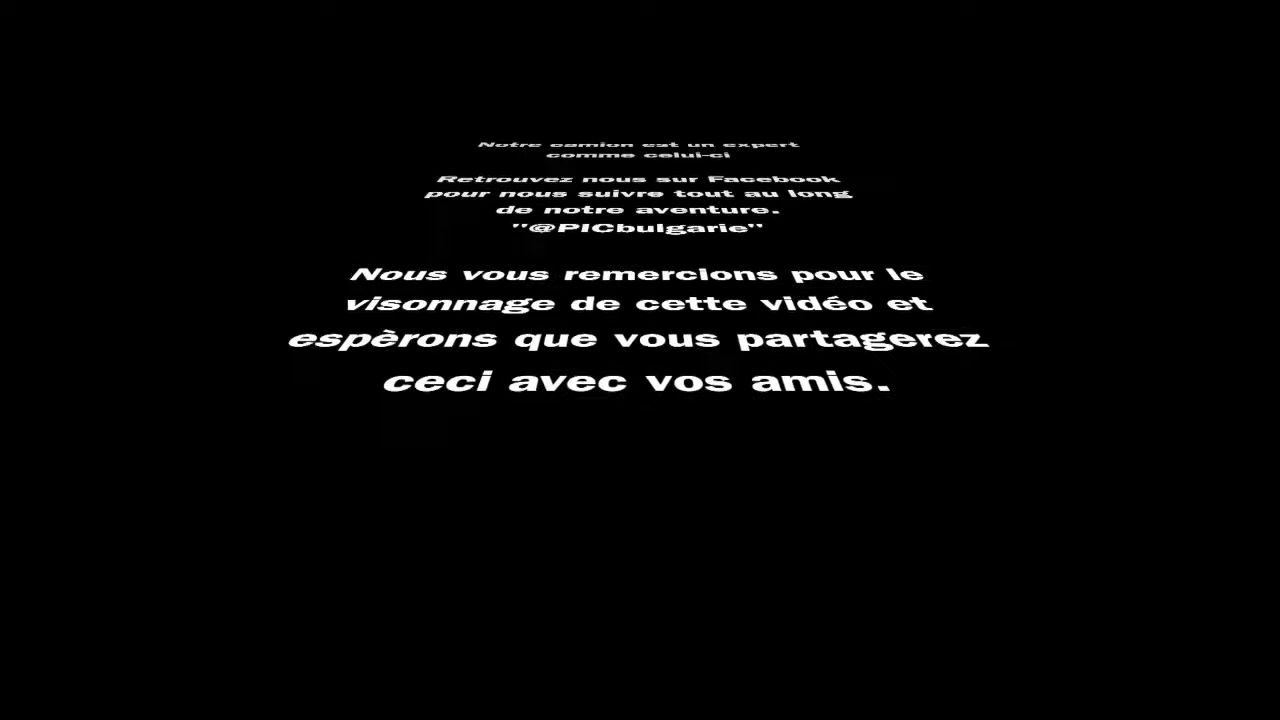 Notre camion est un expert
comme celui-ci
Retrouvez nous sur Facebook
pour nous suivre tout au long
de notre aventure.
"@PICbulgarie"
Nous vous remercions pour le
visonnage de cette vidéo et
espèrons que vous partagerez
ceci avec vos amis.